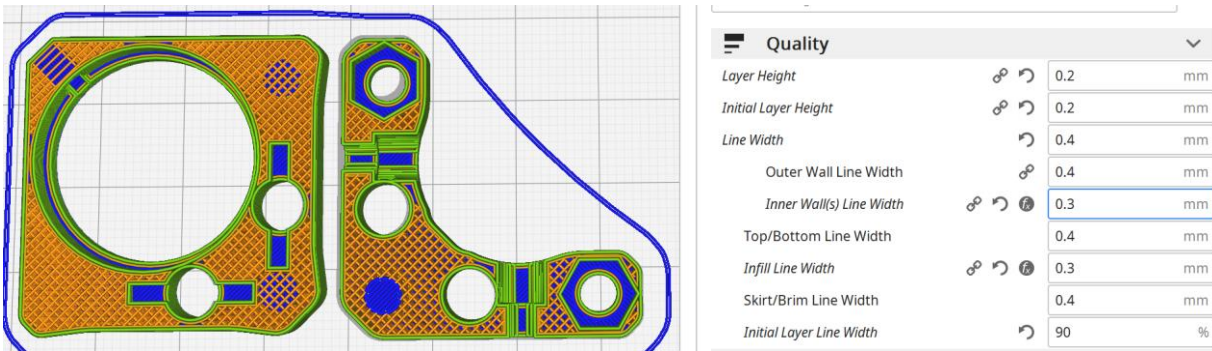 Quality
Layer Height 0.2 mm
Initial Layer Height 0.2 mm
Line Width 0.4 mm
Outer Wall Line Width 0.4 mm
Inner Wall(s) Line Width 0.3 mm
Top/Bottom Line Width 0.4 mm
Infill Line Width 0.3 mm
Skirt/Brim Line Width 0.4 mm
Initial Layer Line Width 90 %